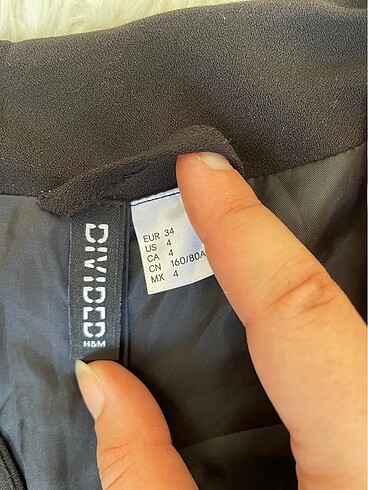 DIVIDED
H&M
EUR 34
US 4
CA 4
CN 160/80A
MX 4